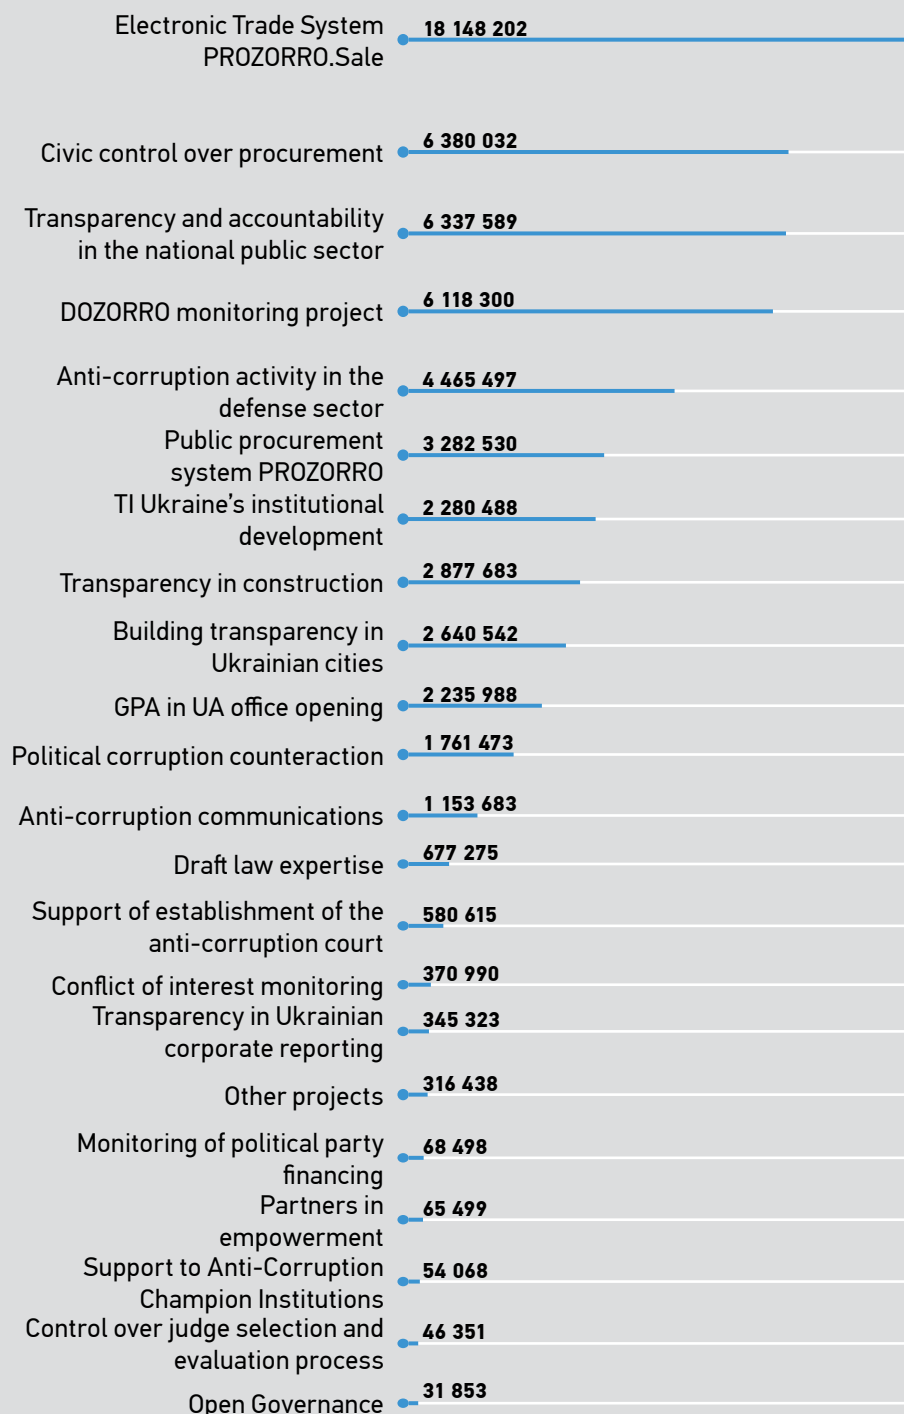 Electronic Trade System
PROZORRO.Sale
18 148 202
Civic control over procurement
6 380 032
Transparency and accountability
in the national public sector
6 337 589
DOZORRO monitoring project
6 118 300
Anti-corruption activity in the
defense sector
4 465 497
Public procurement
system PROZORRO
3 282 530
TI Ukraine’s institutional
development
2 280 488
Transparency in construction
2 877 683
Building transparency in
Ukrainian cities
2 640 542
GPA in UA office opening
2 235 988
Political corruption counteraction
1 761 473
Anti-corruption communications
1 153 683
Draft law expertise
677 275
Support of establishment of the
anti-corruption court
580 615
Conflict of interest monitoring
370 990
Transparency in Ukrainian
corporate reporting
345 323
Other projects
316 438
Monitoring of political party
financing
68 498
Partners in
empowerment
65 499
Support to Anti-Corruption
Champion Institutions
54 068
Control over judge selection and
evaluation process
46 351
Open Governance
31 853